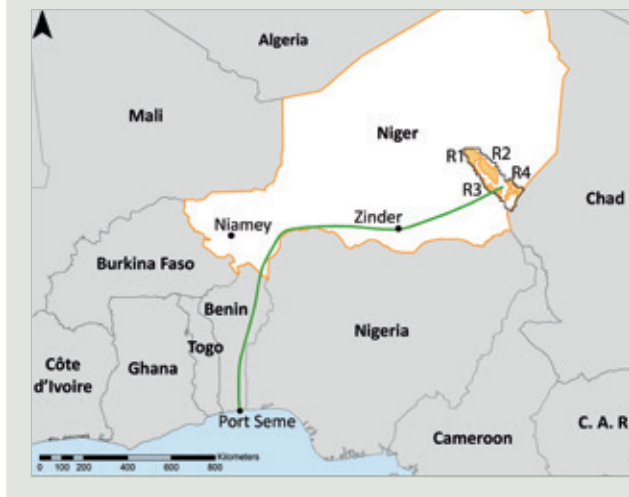 Algeria
Mali
Niger
R1
R2
R4
R3
Chad
Zinder
Niamey
Burkina Faso
Benin
Nigeria
Togo
Côte
d'Ivoire
Ghana
Port Seme
Cameroon
C. A. R
Kilometers
0 100 200 400 600 800